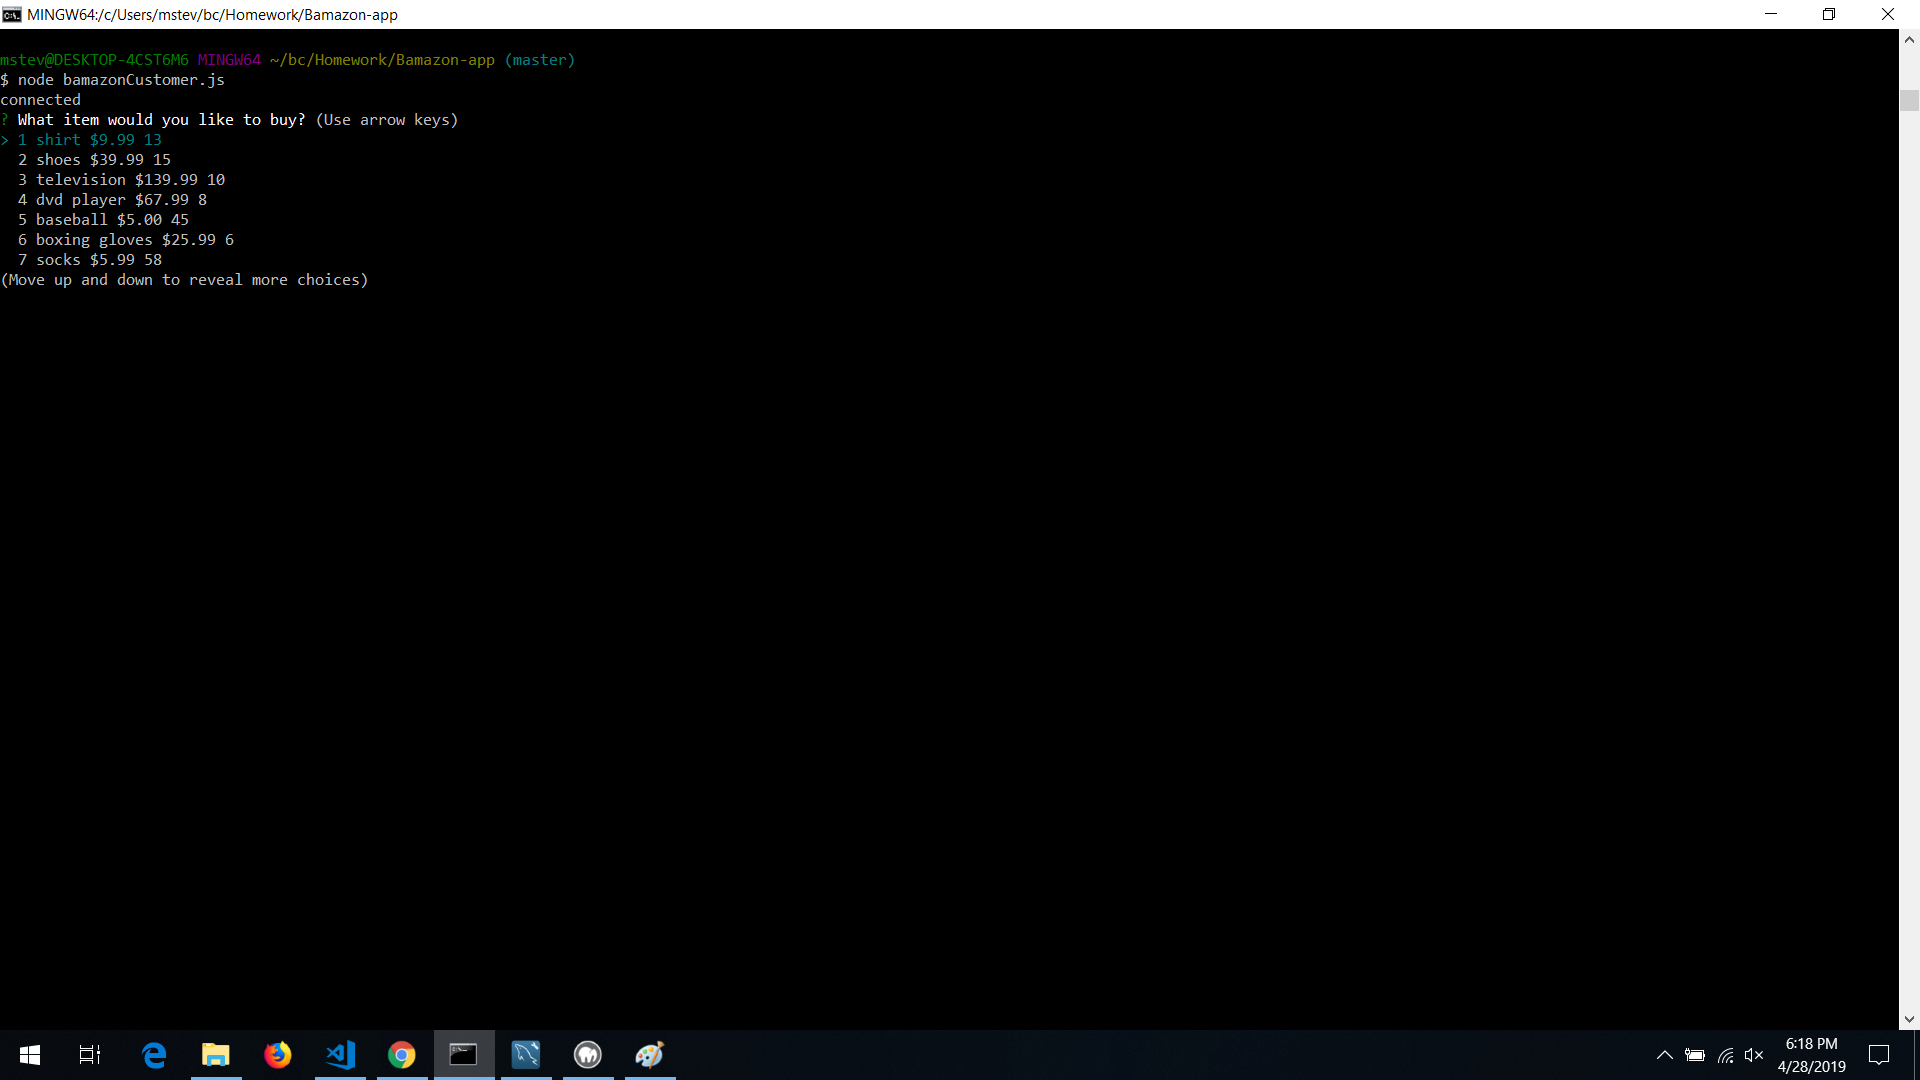 MINGW64:/c/Users/mstev/bc/Homework/Bamazon-app
mstev@DESKTOP-4CST6M6 MINGW64 ~/bc/Homework/Bamazon-app (master)
$ node bamazonCustomer.js
connected
? What item would you like to buy? (Use arrow keys)
> 1 shirt $9.99 13
2 shoes $39.99 15
3 television $139.99 10
4 dvd player $67.99 8
5 baseball $5.00 45
6 boxing gloves $25.99 6
7 socks $5.99 58
(Move up and down to reveal more choices)
6:18 PM
4/28/2019